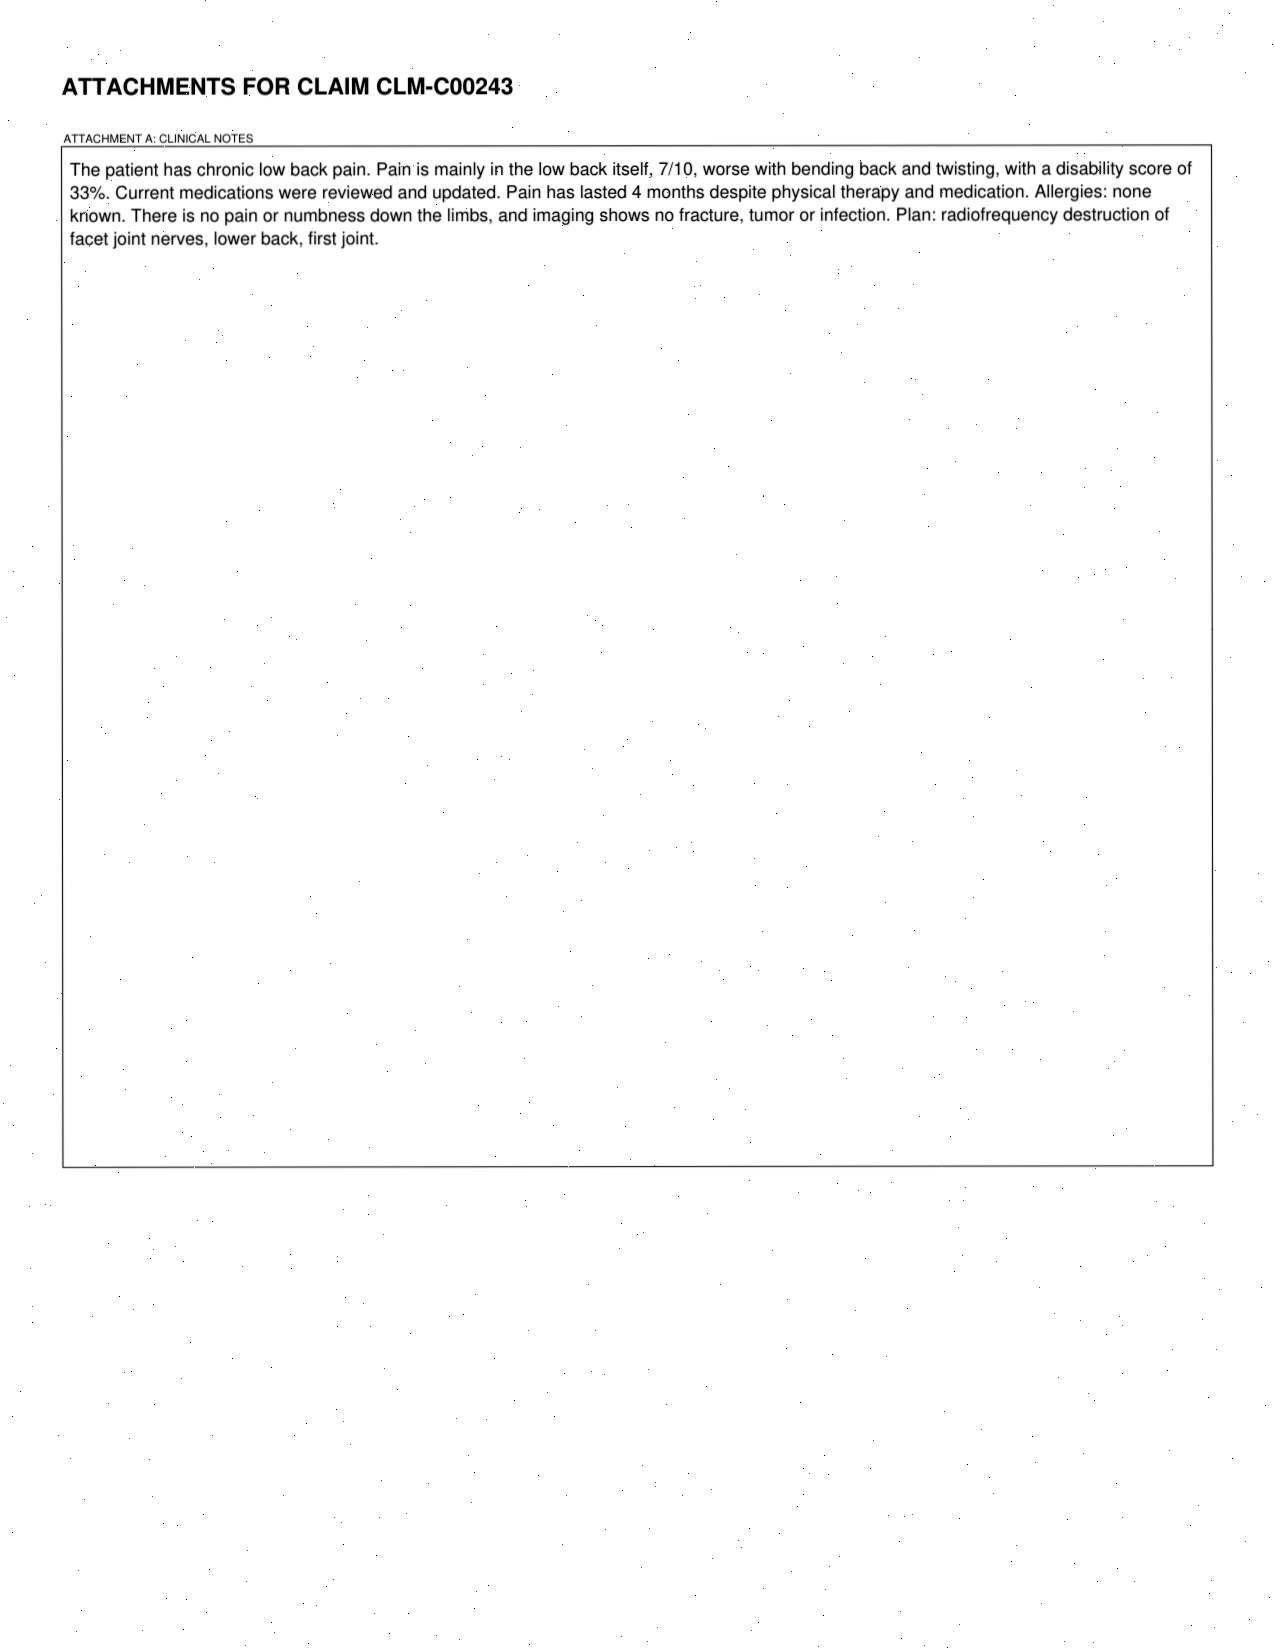 ATTACHMENTS FOR CLAIM CLM-C00243
ATTACHMENT A: CLINICAL NOTES
The patient has chronic low back pain. Pain is mainly in the low back itself, 7/10, worse with bending back and twisting, with a disability score of
33%. Current medications were reviewed and updated. Pain has lasted 4 months despite physical therapy and medication. Allergies: none
known. There is no pain or numbness down the limbs, and imaging shows no fracture, tumor or infection. Plan: radiofrequency destruction of
facet joint nerves, lower back, first joint.